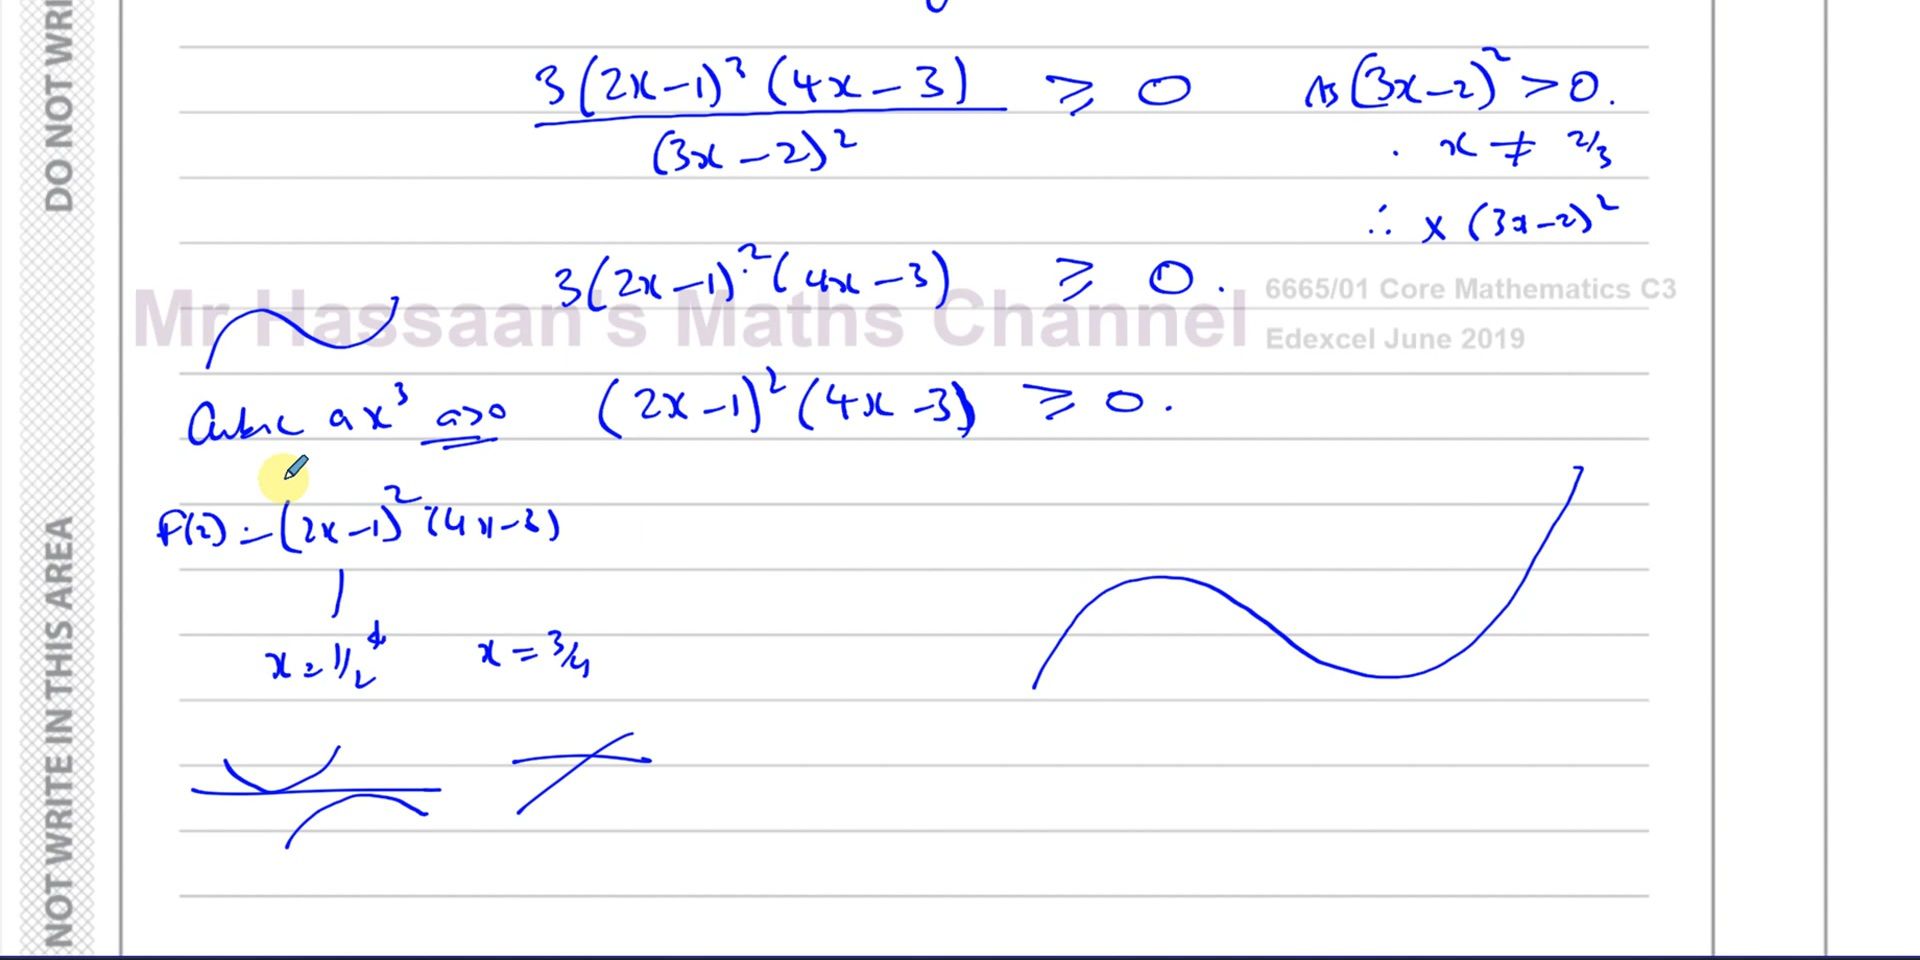 DO NOT WRI
NOT WRITE IN THIS AREA
3(2x-1)³(4x-3) / (3x-2)² ≥ 0
As (3x-2)² > 0.
. x ≠ 2/3
∴ × (3x-2)²
3(2x-1)²(4x-3) ≥ 0.
Mr Hassaan's Maths Channel
6665/01 Core Mathematics C3
Edexcel June 2019
Cubic ax³ a>0
(2x-1)²(4x-3) ≥ 0.
= (2x-1)²(4x-3)
x = 1/2
x = 3/4